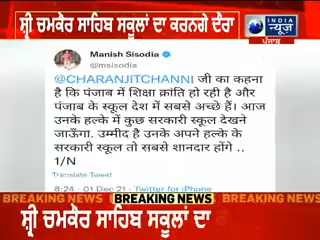 ਸ਼੍ਰੀ ਚਮਕੌਰ ਸਾਹਿਬ ਸਕੂਲਾਂ ਦਾ ਕਰਨਗੇ ਦੌਰਾ
INDIA
NEWS
ਪੰਜਾਬ
Manish Sisodia
@msisodia
@CHARANJITCHANNI जी का कहना
है कि पंजाब में शिक्षा क्रांति हो रही है और
पंजाब के स्कूल देश में सबसे अच्छे हैं। आज
उनके हल्के में कुछ सरकारी स्कूल देखने
जाऊँगा. उम्मीद है उनके अपने हल्के के
सरकारी स्कूल तो सबसे शानदार होंगे ..
1/N
Translate Tweet
8:24 · 01 Dec 21 · Twitter for iPhone
BREAKING NEWS BREAKING NEWS
ਸ਼੍ਰੀ ਚਮਕੌਰ ਸਾਹਿਬ ਸਕੂਲਾਂ ਦਾ ਕ